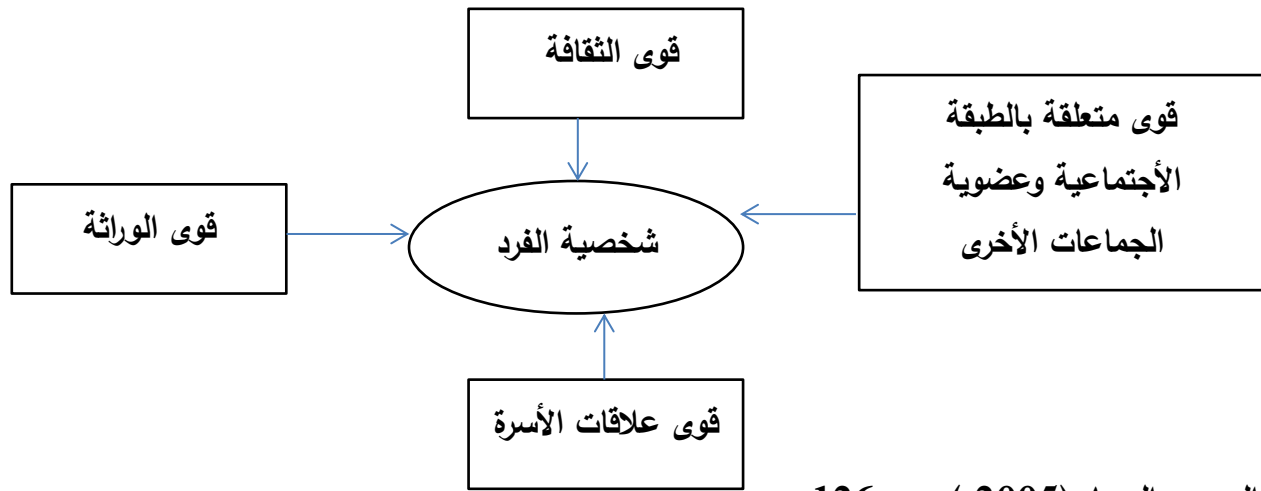 قوى الثقافة
قوى متعلقة بالطبقة
الأجتماعية وعضوية
الجماعات الأخرى
شخصية الفرد
قوى الوراثة
قوى علاقات الأسرة